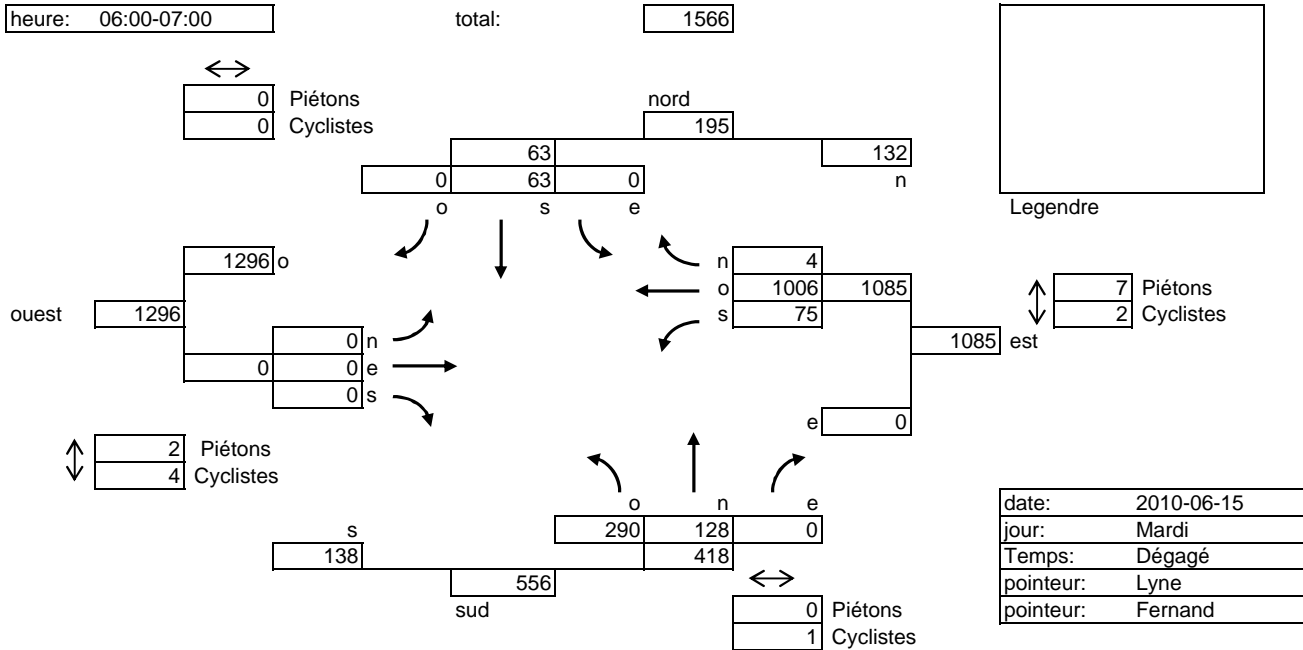 heure: 06:00-07:00 total: 1566
0 Piétons
0 Cyclistes
nord
195
63 132
0 63 0 n
o s e
Legendre
1296 o
n 4
o 1006 1085
s 75
7 Piétons
2 Cyclistes
ouest 1296
0 n
0 0 e
0 s
1085 est
e 0
2 Piétons
4 Cyclistes
o n e
290 128 0
418
s
138
556
sud
0 Piétons
1 Cyclistes
date: 2010-06-15
jour: Mardi
Temps: Dégagé
pointeur: Lyne
pointeur: Fernand